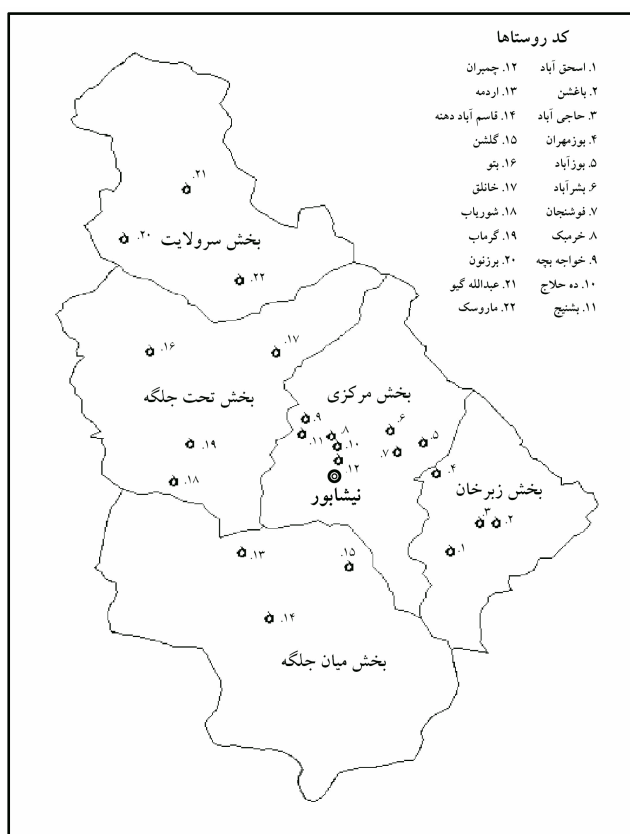 کد روستاها
۱. اسحق آباد ۱۲. چمبران
۲. باغشن ۱۳. اردمه
۳. حاجی آباد ۱۴. قاسم آباد دهنه
۴. بوزمهران ۱۵. گلشن
۵. بوزآباد ۱۶. بتو
۶. بشرآباد ۱۷. خانلق
۷. فوشنجان ۱۸. شوریاب
۸. خرمبک ۱۹. گرماب
۹. خواجه بچه ۲۰. برزنون
۱۰. ده حلاج ۲۱. عبدالله گیو
۱۱. بشنیج ۲۲. ماروسک
۲۱.
۲۰.
بخش سرولایت
۲۲.
۱۷.
۱۶.
بخش مرکزی
بخش تحت جلگه
۹.
۶.
۸.
۱۱.
۵.
۱۰.
۱۹.
۷.
۱۲.
۴.
۱۸.
نیشابور
بخش زبرخان
۳.
۲.
۱.
۱۳.
۱۵.
۱۴.
بخش میان جلگه